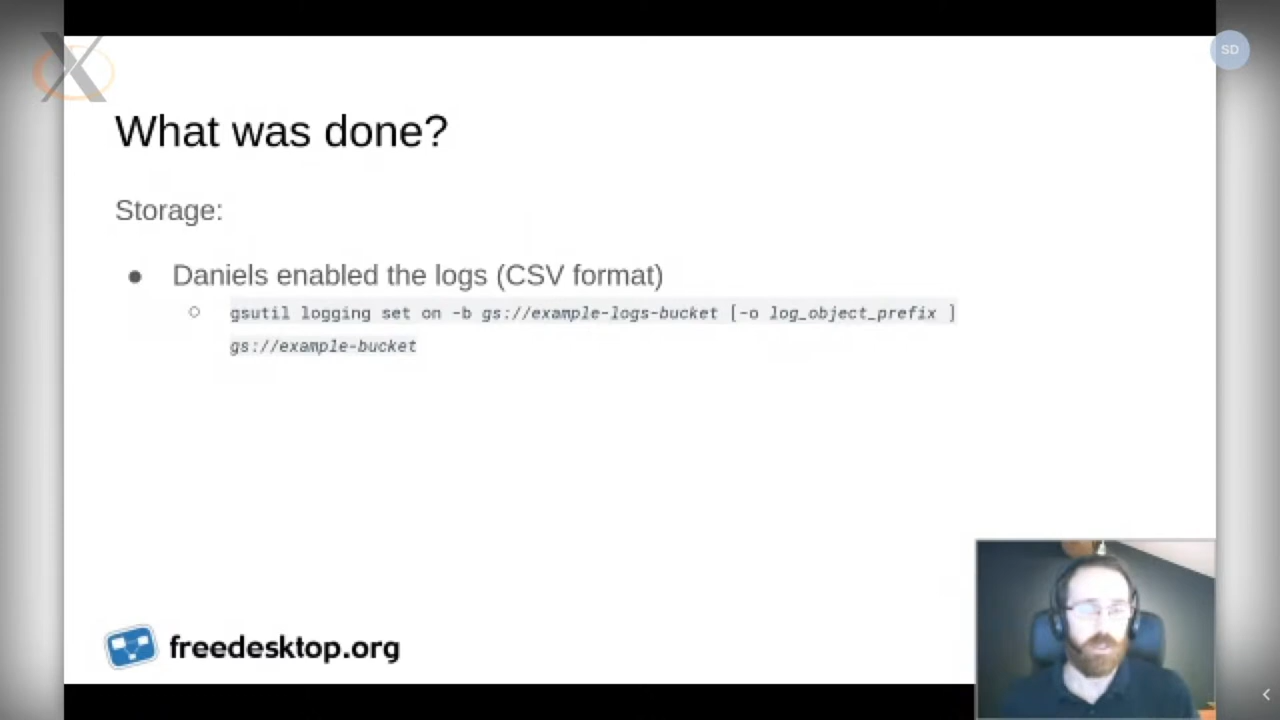 SD
What was done?
Storage:
● Daniels enabled the logs (CSV format)
○ gsutil logging set on -b gs://example-logs-bucket [-o log_object_prefix ]
gs://example-bucket
freedesktop.org